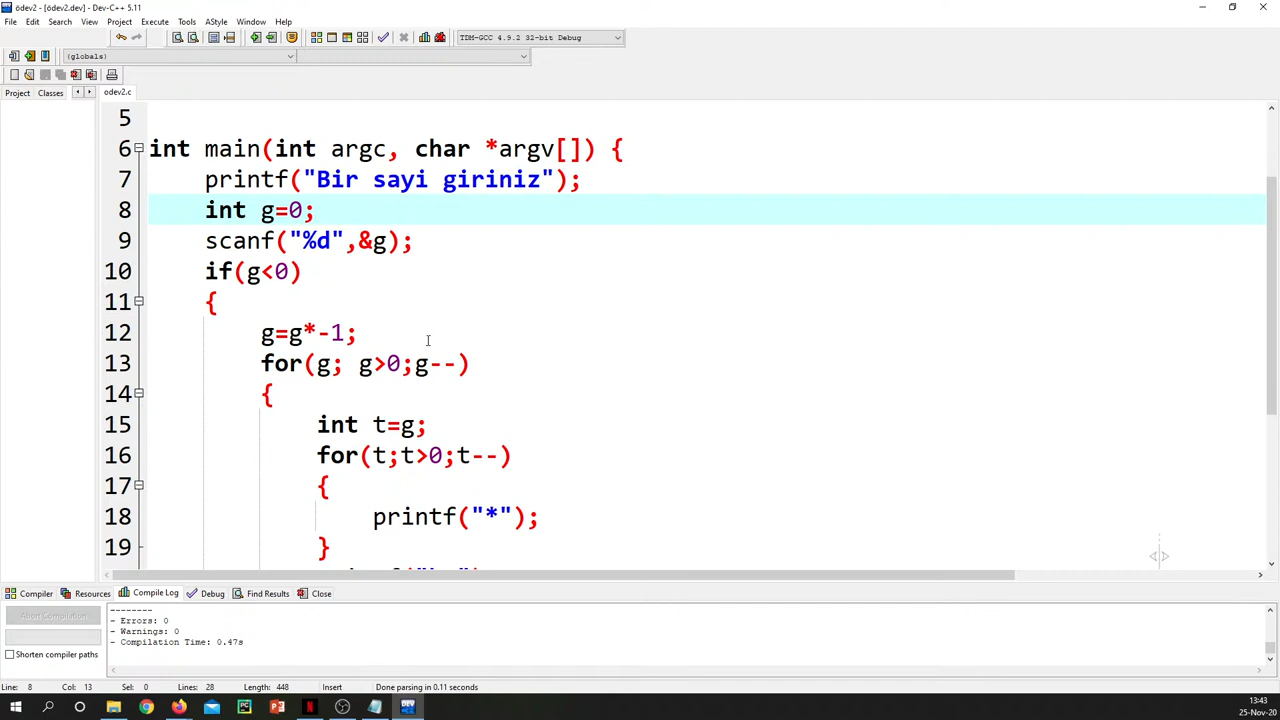 ödev2 - [ödev2.dev] - Dev-C++ 5.11
File Edit Search View Project Execute Tools AStyle Window Help
TDM-GCC 4.9.2 32-bit Debug
(globals)
Project Classes
ödev2.c
5
6 int main(int argc, char *argv[]) {
7 printf("Bir sayi giriniz");
8 int g=0;
9 scanf("%d",&g);
10 if(g<0)
11 {
12 g=g*-1;
13 for(g; g>0;g--)
14 {
15 int t=g;
16 for(t;t>0;t--)
17 {
18 printf("*");
19 }
Compiler Resources Compile Log Debug Find Results Close
Abort Compilation
--------
- Errors: 0
- Warnings: 0
- Compilation Time: 0.47s
Shorten compiler paths
Line: 8 Col: 13 Sel: 0 Lines: 28 Length: 448 Insert Done parsing in 0.11 seconds
13:43
25-Nov-20